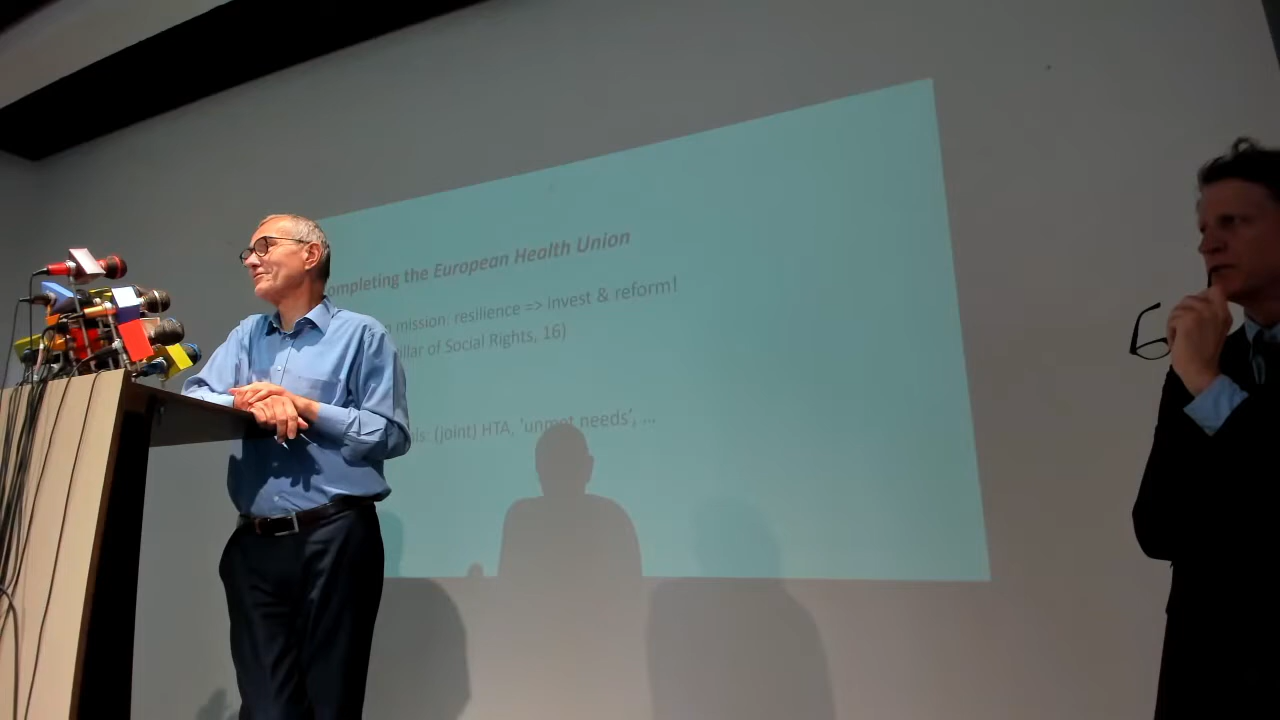 ompleting the European Health Union
mission: resilience => invest & reform!
illar of Social Rights, 16)
(joint) HTA, 'unmet needs', ...